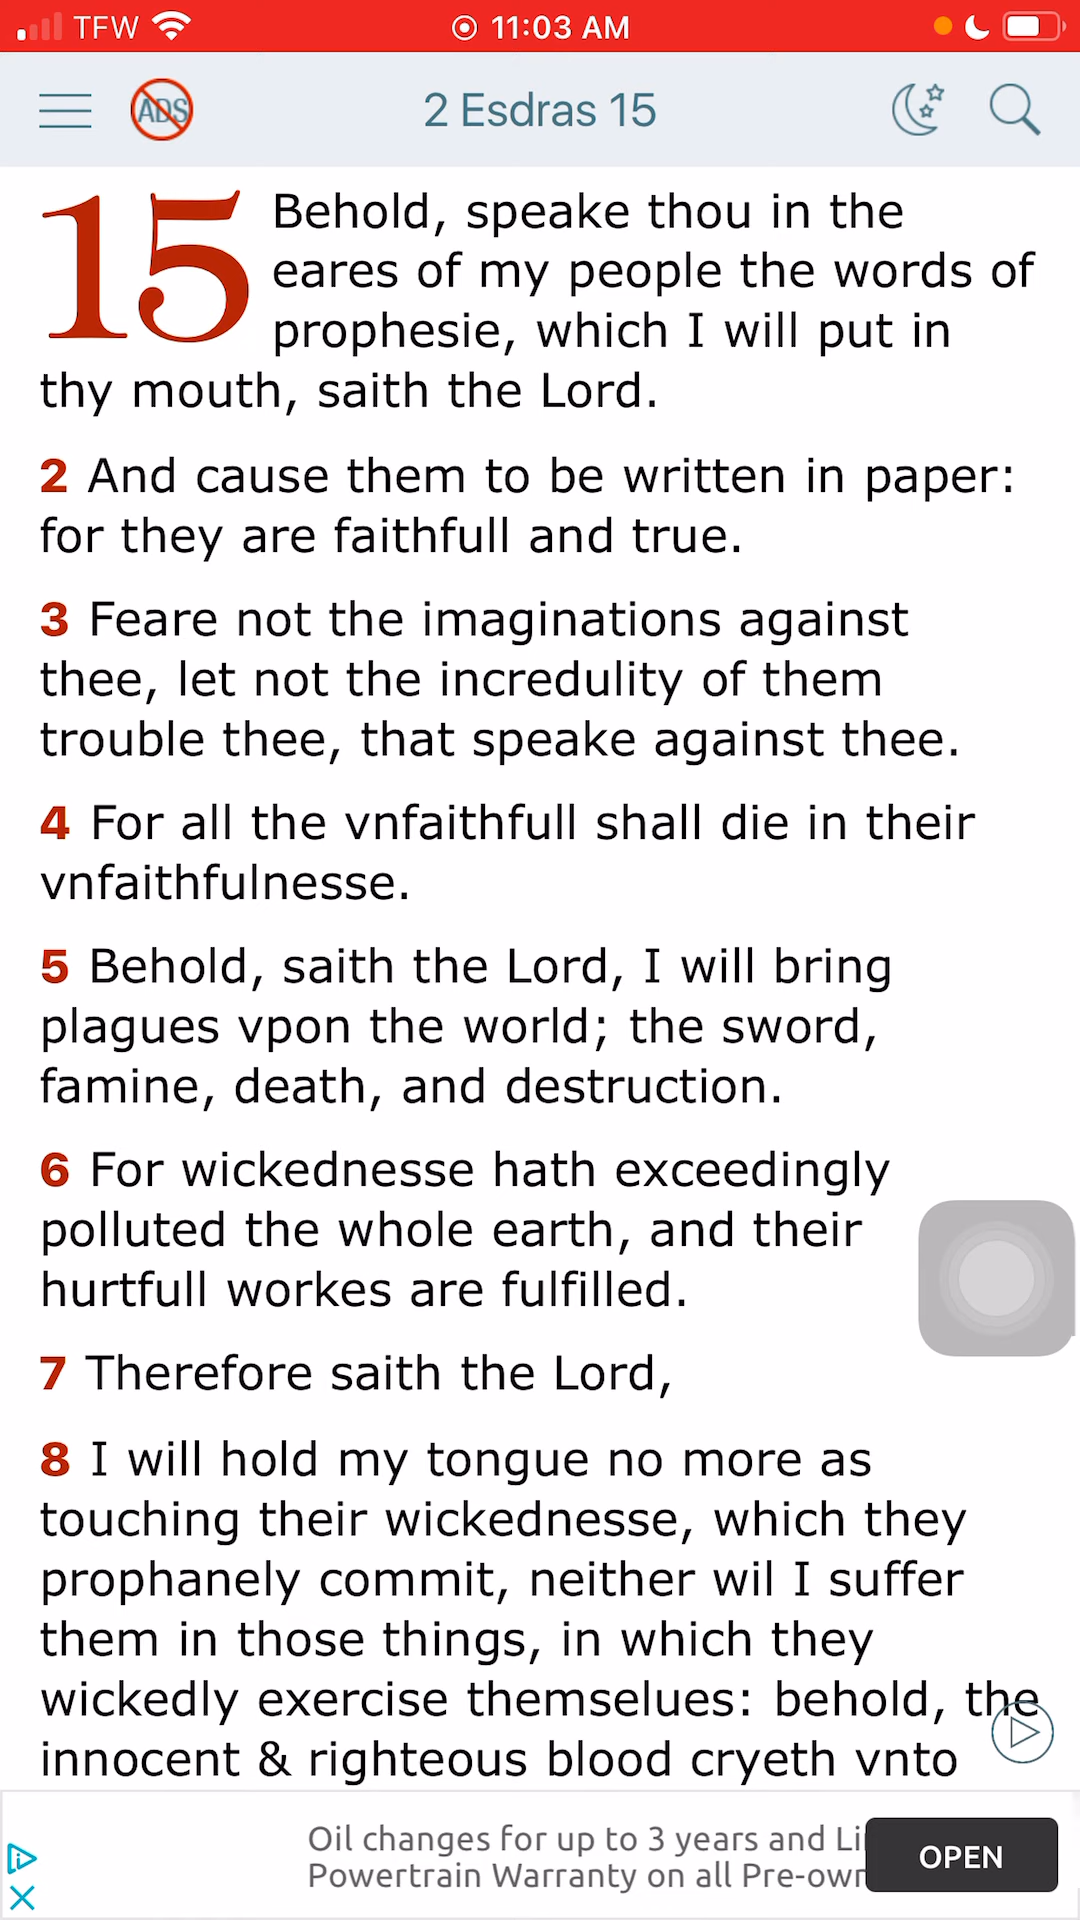 TFW 11:03 AM
ADS 2 Esdras 15
15 Behold, speake thou in the
eares of my people the words of
prophesie, which I will put in
thy mouth, saith the Lord.
2 And cause them to be written in paper:
for they are faithfull and true.
3 Feare not the imaginations against
thee, let not the incredulity of them
trouble thee, that speake against thee.
4 For all the vnfaithfull shall die in their
vnfaithfulnesse.
5 Behold, saith the Lord, I will bring
plagues vpon the world; the sword,
famine, death, and destruction.
6 For wickednesse hath exceedingly
polluted the whole earth, and their
hurtfull workes are fulfilled.
7 Therefore saith the Lord,
8 I will hold my tongue no more as
touching their wickednesse, which they
prophanely commit, neither wil I suffer
them in those things, in which they
wickedly exercise themselues: behold, the
innocent & righteous blood cryeth vnto
Oil changes for up to 3 years and
Powertrain Warranty on all
OPEN